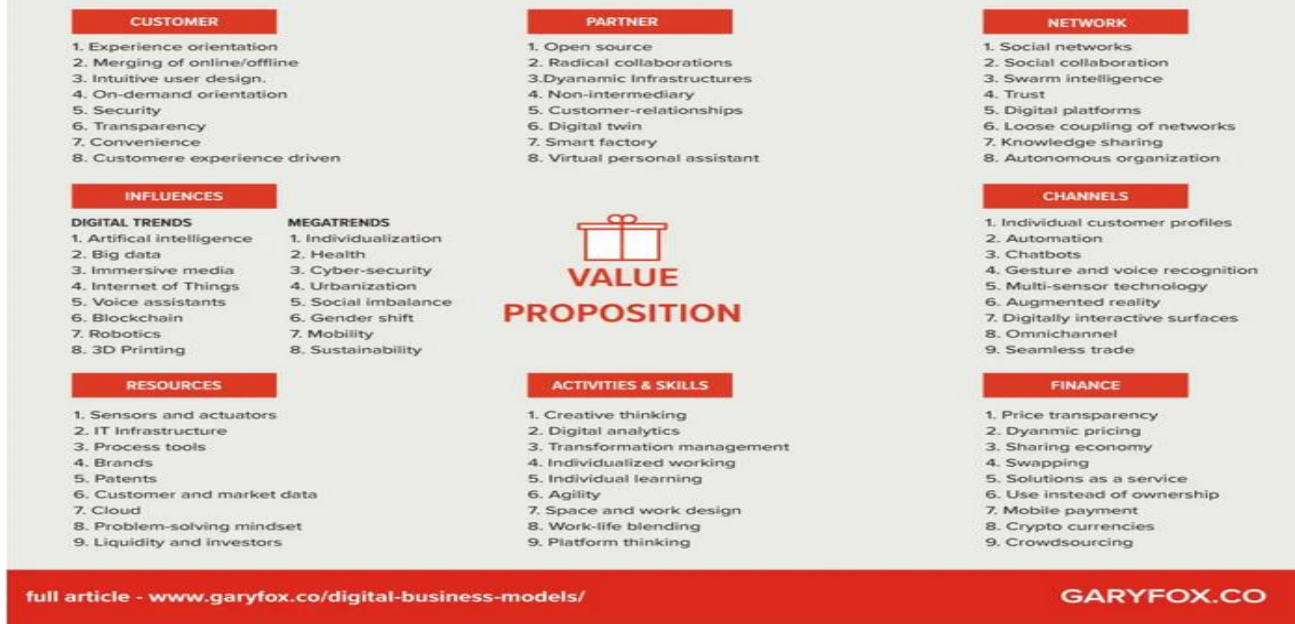 CUSTOMER
1. Experience orientation
2. Merging of online/offline
3. Intuitive user design.
4. On-demand orientation
5. Security
6. Transparency
7. Convenience
8. Customere experience driven
PARTNER
1. Open source
2. Radical collaborations
3.Dyanamic Infrastructures
4. Non-intermediary
5. Customer-relationships
6. Digital twin
7. Smart factory
8. Virtual personal assistant
NETWORK
1. Social networks
2. Social collaboration
3. Swarm intelligence
4. Trust
5. Digital platforms
6. Loose coupling of networks
7. Knowledge sharing
8. Autonomous organization
INFLUENCES
DIGITAL TRENDS
1. Artifical intelligence
2. Big data
3. Immersive media
4. Internet of Things
5. Voice assistants
6. Blockchain
7. Robotics
8. 3D Printing
MEGATRENDS
1. Individualization
2. Health
3. Cyber-security
4. Urbanization
5. Social imbalance
6. Gender shift
7. Mobility
8. Sustainability
VALUE
PROPOSITION
CHANNELS
1. Individual customer profiles
2. Automation
3. Chatbots
4. Gesture and voice recognition
5. Multi-sensor technology
6. Augmented reality
7. Digitally interactive surfaces
8. Omnichannel
9. Seamless trade
RESOURCES
1. Sensors and actuators
2. IT Infrastructure
3. Process tools
4. Brands
5. Patents
6. Customer and market data
7. Cloud
8. Problem-solving mindset
9. Liquidity and investors
ACTIVITIES & SKILLS
1. Creative thinking
2. Digital analytics
3. Transformation management
4. Individualized working
5. Individual learning
6. Agility
7. Space and work design
8. Work-life blending
9. Platform thinking
FINANCE
1. Price transparency
2. Dyanmic pricing
3. Sharing economy
4. Swapping
5. Solutions as a service
6. Use instead of ownership
7. Mobile payment
8. Crypto currencies
9. Crowdsourcing
full article - www.garyfox.co/digital-business-models/
GARYFOX.CO